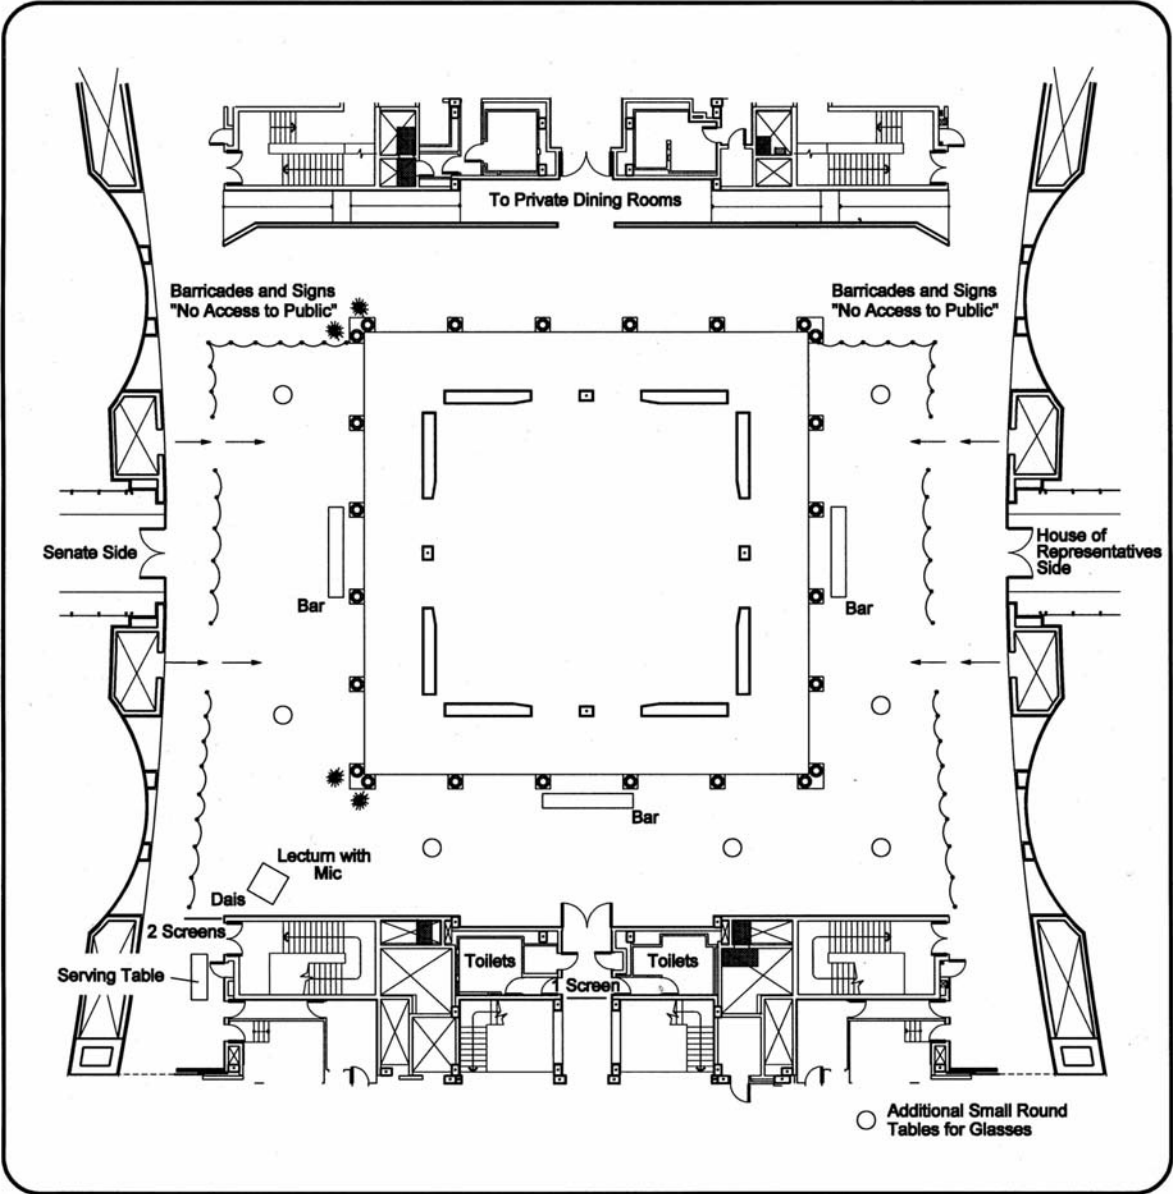 To Private Dining Rooms
Barricades and Signs
"No Access to Public"
Barricades and Signs
"No Access to Public"
Senate Side
House of
Representatives
Side
Bar
Bar
Bar
Lecturn with
Mic
Dais
2 Screens
Serving Table
Toilets
Toilets
1 Screen
Additional Small Round
Tables for Glasses